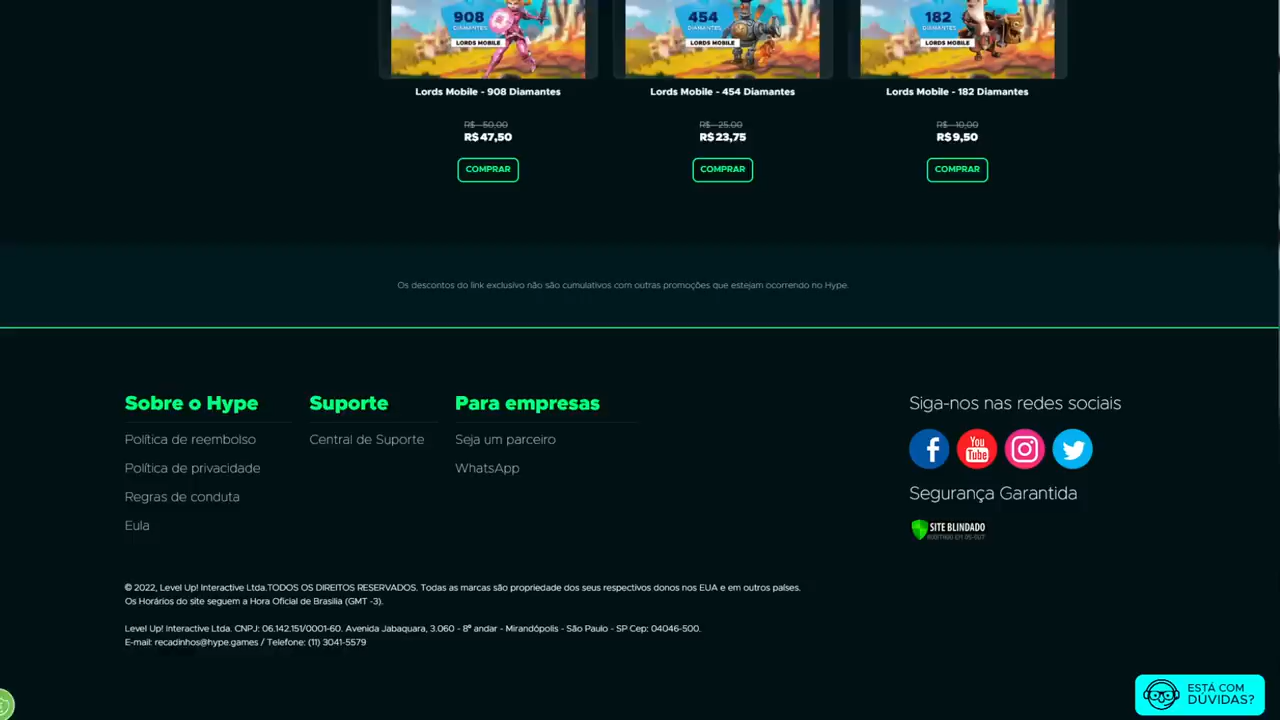 908
DIAMANTES
LORDS MOBILE
454
DIAMANTES
LORDS MOBILE
182
DIAMANTES
LORDS MOBILE
Lords Mobile - 908 Diamantes
Lords Mobile - 454 Diamantes
Lords Mobile - 182 Diamantes
R$ 50,00
R$ 25,00
R$ 10,00
R$ 47,50
R$ 23,75
R$ 9,50
COMPRAR
COMPRAR
COMPRAR
Os descontos do link exclusivo não são cumulativos com outras promoções que estejam ocorrendo no Hype.
Sobre o Hype
Política de reembolso
Política de privacidade
Regras de conduta
Eula
Suporte
Central de Suporte
Para empresas
Seja um parceiro
WhatsApp
Siga-nos nas redes sociais
You
Tube
Segurança Garantida
SITE BLINDADO
AUDITADO EM 05-OUT
© 2022, Level Up! Interactive Ltda.TODOS OS DIREITOS RESERVADOS. Todas as marcas são propriedade dos seus respectivos donos nos EUA e em outros países.
Os Horários do site seguem a Hora Oficial de Brasilia (GMT -3).
Level Up! Interactive Ltda. CNPJ: 06.142.151/0001-60. Avenida Jabaquara, 3.060 - 8º andar - Mirandópolis - São Paulo - SP Cep: 04046-500.
E-mail: recadinhos@hype.games / Telefone: (11) 3041-5579
ESTÁ COM
DÚVIDAS?